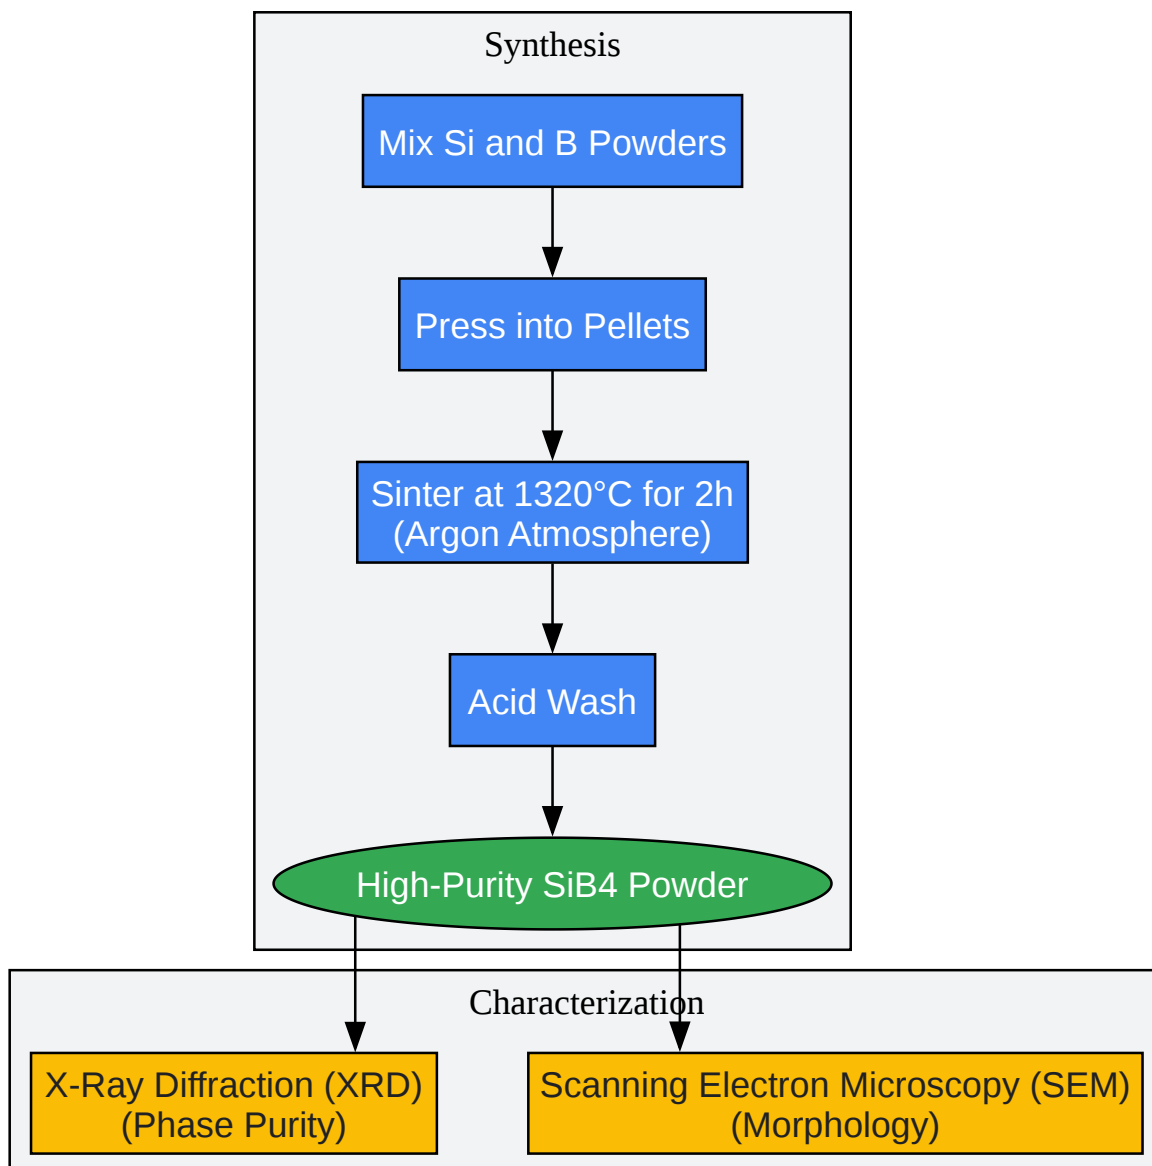 Synthesis
Mix Si and B Powders
Press into Pellets
Sinter at 1320°C for 2h
(Argon Atmosphere)
Acid Wash
High-Purity SiB4 Powder
Characterization
X-Ray Diffraction (XRD)
(Phase Purity)
Scanning Electron Microscopy (SEM)
(Morphology)